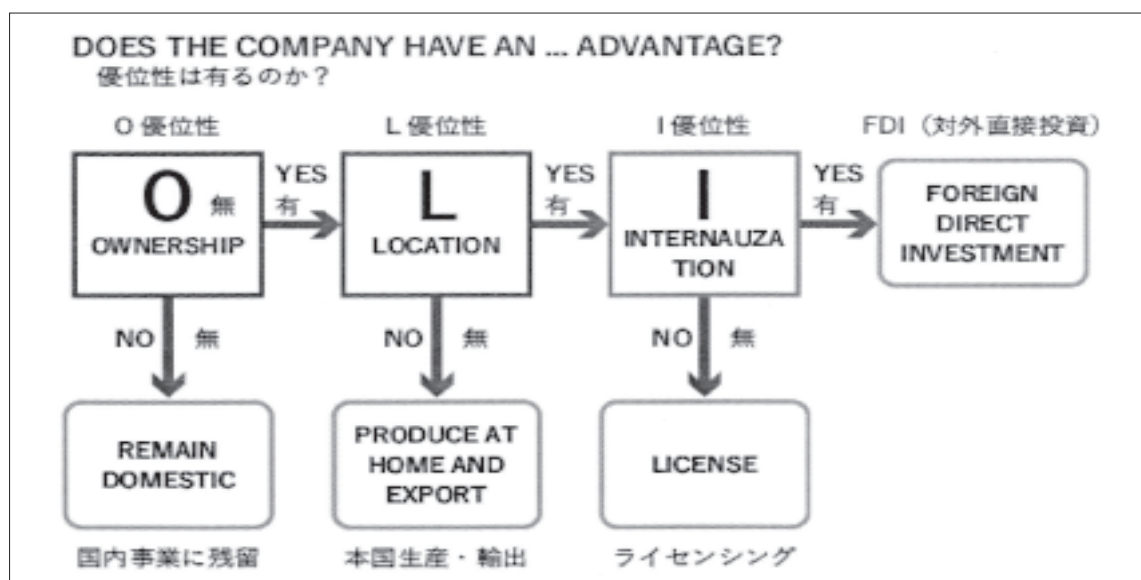 DOES THE COMPANY HAVE AN ... ADVANTAGE?
優位性は有るのか？
O 優位性
L 優位性
I 優位性
FDI（対外直接投資）
O 無
OWNERSHIP
YES
有
L
LOCATION
YES
有
I
INTERNAUZA
TION
YES
有
FOREIGN
DIRECT
INVESTMENT
NO 無
NO 無
NO 無
REMAIN
DOMESTIC
PRODUCE AT
HOME AND
EXPORT
LICENSE
国内事業に残留
本国生産・輸出
ライセンシング